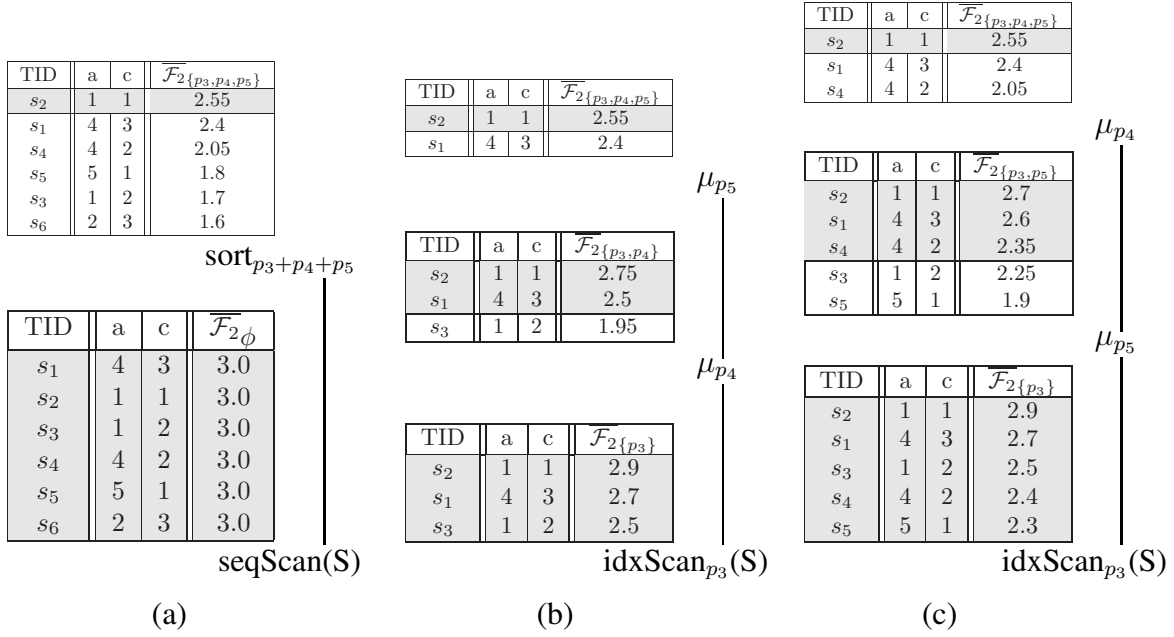 TID a c F̅₂{p₃,p₄,p₅}
s₂ 1 1 2.55
s₁ 4 3 2.4
s₄ 4 2 2.05
s₅ 5 1 1.8
s₃ 1 2 1.7
s₆ 2 3 1.6
sort p₃+p₄+p₅
TID a c F̅₂ϕ
s₁ 4 3 3.0
s₂ 1 1 3.0
s₃ 1 2 3.0
s₄ 4 2 3.0
s₅ 5 1 3.0
s₆ 2 3 3.0
seqScan(S)
(a)
TID a c F̅₂{p₃,p₄,p₅}
s₂ 1 1 2.55
s₁ 4 3 2.4
μp₅
TID a c F̅₂{p₃,p₄}
s₂ 1 1 2.75
s₁ 4 3 2.5
s₃ 1 2 1.95
μp₄
TID a c F̅₂{p₃}
s₂ 1 1 2.9
s₁ 4 3 2.7
s₃ 1 2 2.5
idxScanp₃(S)
(b)
TID a c F̅₂{p₃,p₄,p₅}
s₂ 1 1 2.55
s₁ 4 3 2.4
s₄ 4 2 2.05
μp₄
TID a c F̅₂{p₃,p₅}
s₂ 1 1 2.7
s₁ 4 3 2.6
s₄ 4 2 2.35
s₃ 1 2 2.25
s₅ 5 1 1.9
μp₅
TID a c F̅₂{p₃}
s₂ 1 1 2.9
s₁ 4 3 2.7
s₃ 1 2 2.5
s₄ 4 2 2.4
s₅ 5 1 2.3
idxScanp₃(S)
(c)